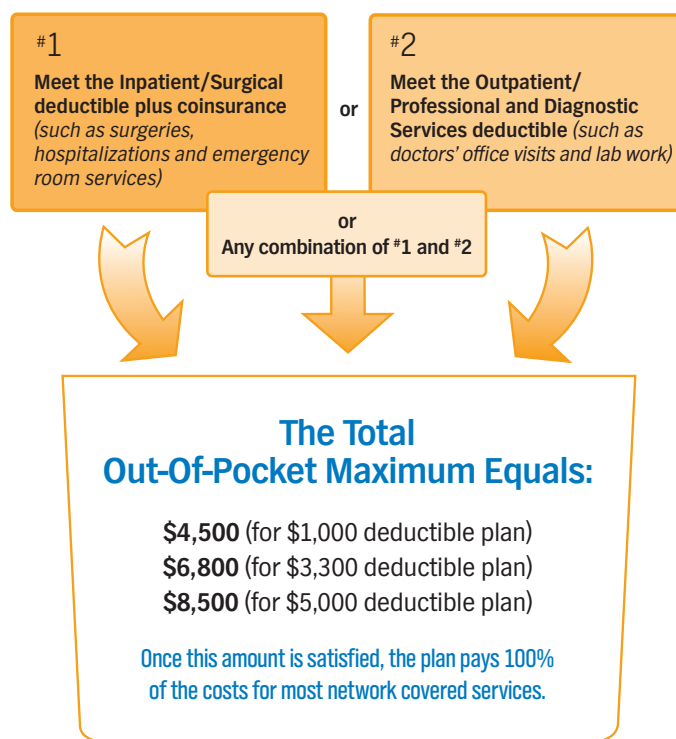 #1
Meet the Inpatient/Surgical
deductible plus coinsurance
(such as surgeries,
hospitalizations and emergency
room services)
or
#2
Meet the Outpatient/
Professional and Diagnostic
Services deductible (such as
doctors’ office visits and lab work)
or
Any combination of #1 and #2
The Total
Out-Of-Pocket Maximum Equals:
$4,500 (for $1,000 deductible plan)
$6,800 (for $3,300 deductible plan)
$8,500 (for $5,000 deductible plan)
Once this amount is satisfied, the plan pays 100%
of the costs for most network covered services.